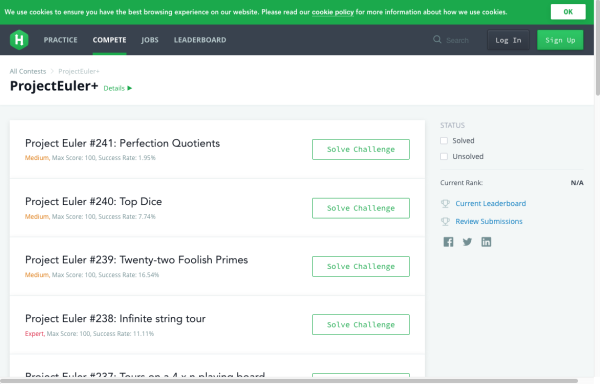 We use cookies to ensure you have the best browsing experience on our website. Please read our cookie policy for more information about how we use cookies.
OK
H
PRACTICE
COMPETE
JOBS
LEADERBOARD
Search
Log In
Sign Up
All Contests
ProjectEuler+
ProjectEuler+
Details
Project Euler #241: Perfection Quotients
Medium, Max Score: 100, Success Rate: 1.95%
Solve Challenge
Project Euler #240: Top Dice
Medium, Max Score: 100, Success Rate: 7.74%
Solve Challenge
Project Euler #239: Twenty-two Foolish Primes
Medium, Max Score: 100, Success Rate: 16.54%
Solve Challenge
Project Euler #238: Infinite string tour
Expert, Max Score: 100, Success Rate: 11.11%
Solve Challenge
Project Euler #237: Tours on a 4 x n playing board
STATUS
Solved
Unsolved
Current Rank:
N/A
Current Leaderboard
Review Submissions